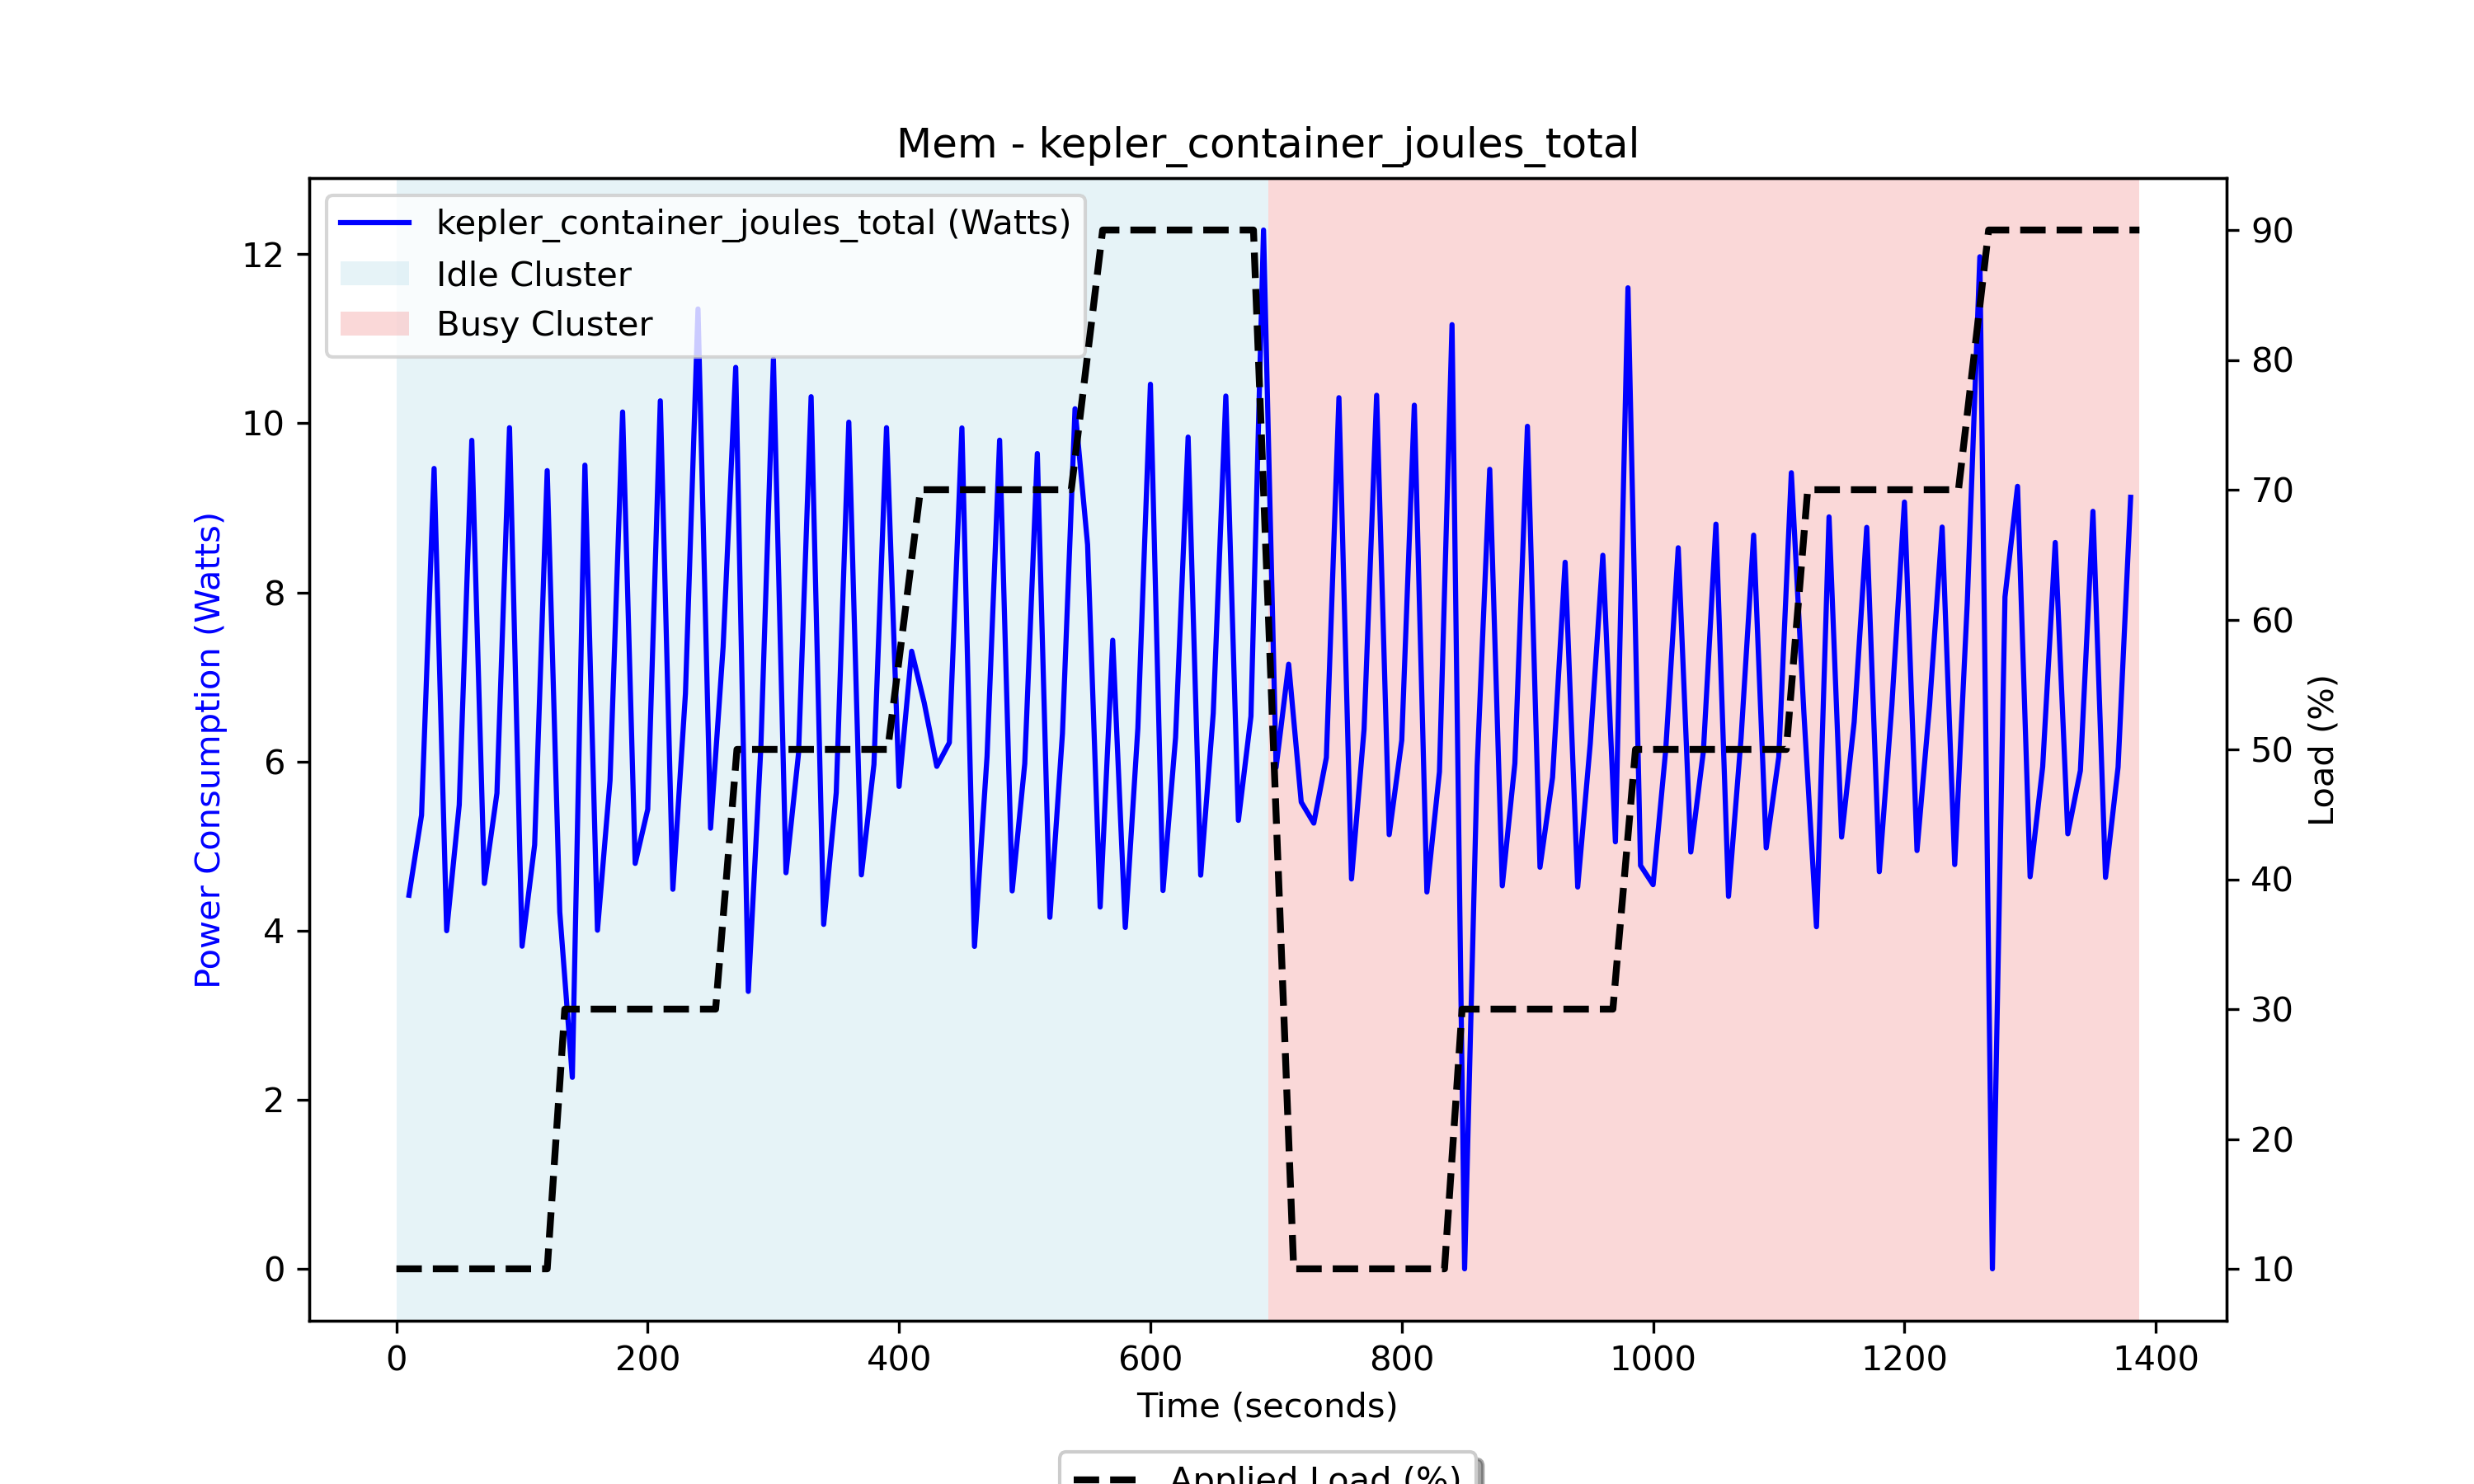 Mem - kepler_container_joules_total
kepler_container_joules_total (Watts)
Idle Cluster
Busy Cluster
Power Consumption (Watts)
12
10
8
6
4
2
0
90
80
70
60
50
40
30
20
10
Load (%)
0 200 400 600 800 1000 1200 1400
Time (seconds)
Applied Load (%)